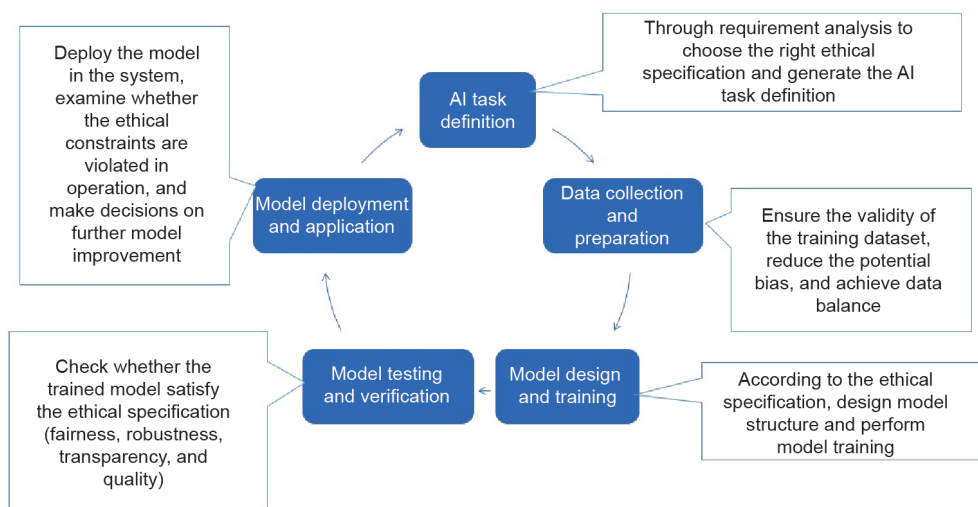 Through requirement analysis to
choose the right ethical
specification and generate the AI
task definition
AI task
definition
Deploy the model
in the system,
examine whether
the ethical
constraints are
violated in
operation, and
make decisions on
further model
improvement
Model deployment
and application
Data collection
and
preparation
Ensure the validity of
the training dataset,
reduce the potential
bias, and achieve data
balance
Check whether the
trained model satisfy
the ethical specification
(fairness, robustness,
transparency, and
quality)
Model testing
and verification
Model design
and training
According to the ethical
specification, design model
structure and perform
model training